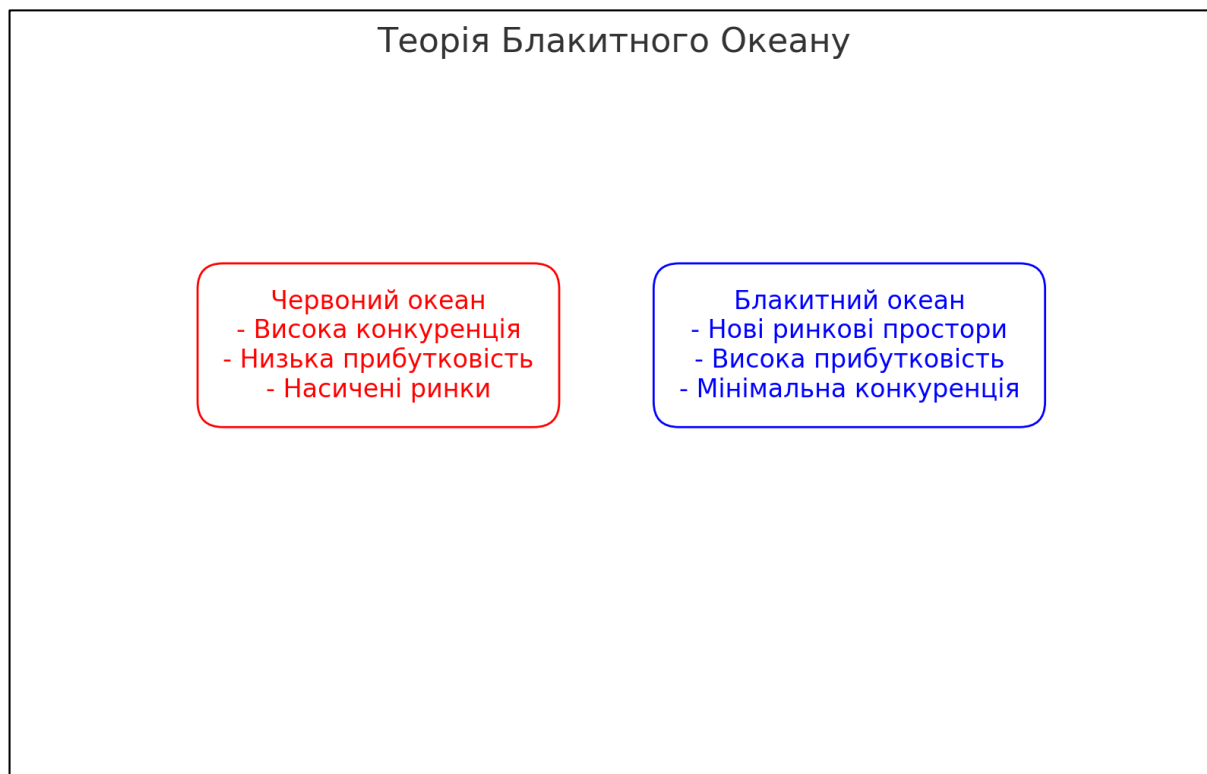 Теорія Блакитного Океану
Червоний океан
- Висока конкуренція
- Низька прибутковість
- Насичені ринки
Блакитний океан
- Нові ринкові простори
- Висока прибутковість
- Мінімальна конкуренція